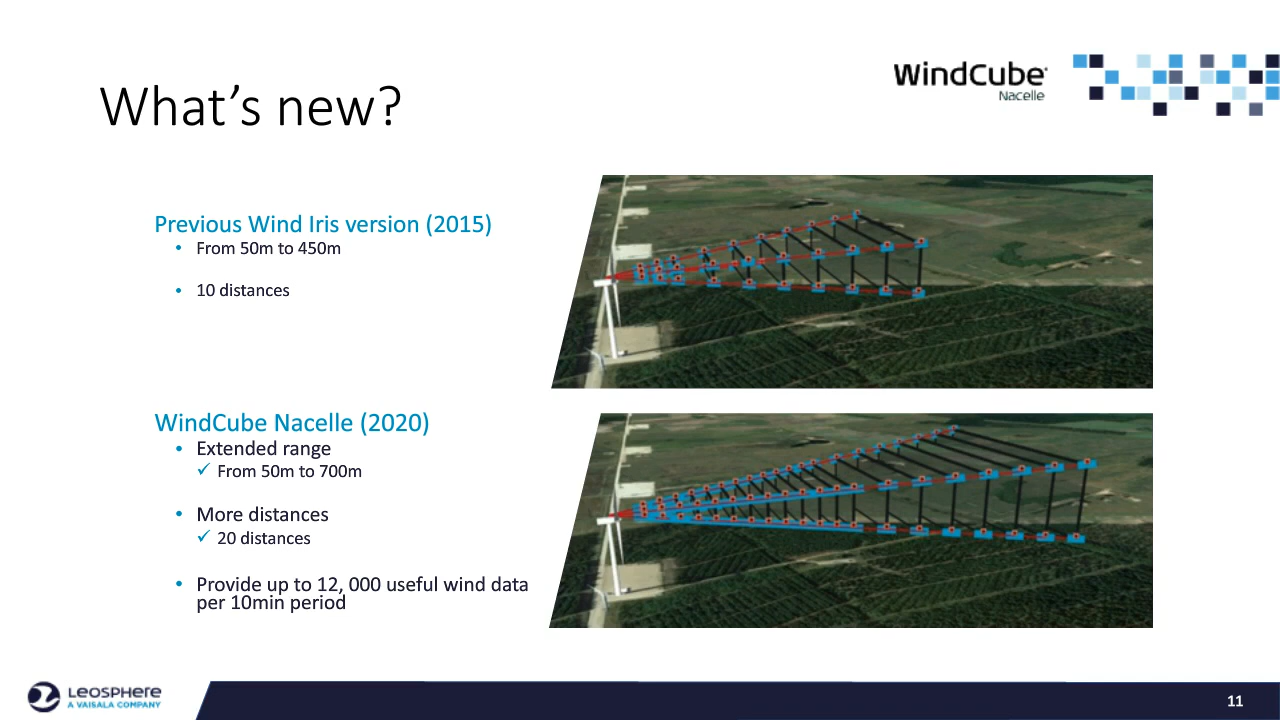 What's new?
WindCube
Nacelle
Previous Wind Iris version (2015)
• From 50m to 450m
• 10 distances
WindCube Nacelle (2020)
• Extended range
✓ From 50m to 700m
• More distances
✓ 20 distances
• Provide up to 12, 000 useful wind data
per 10min period
LEOSPHERE
A VAISALA COMPANY
11